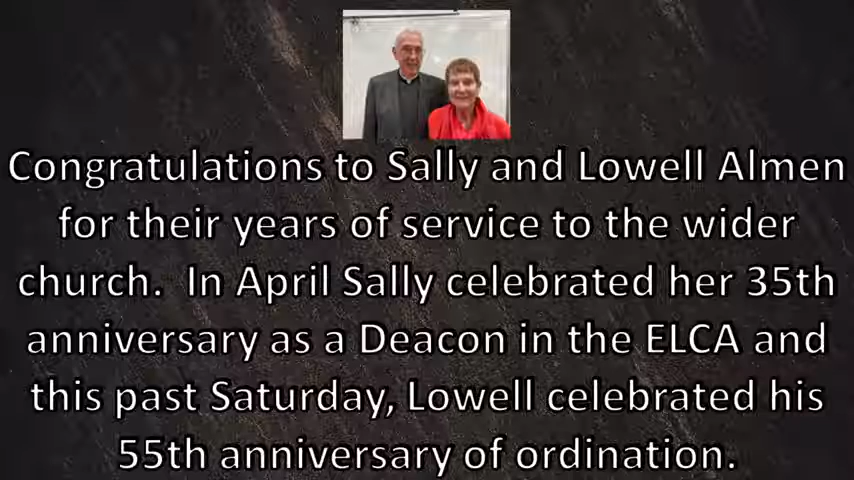 Congratulations to Sally and Lowell Almen
for their years of service to the wider
church.  In April Sally celebrated her 35th
anniversary as a Deacon in the ELCA and
this past Saturday, Lowell celebrated his
55th anniversary of ordination.